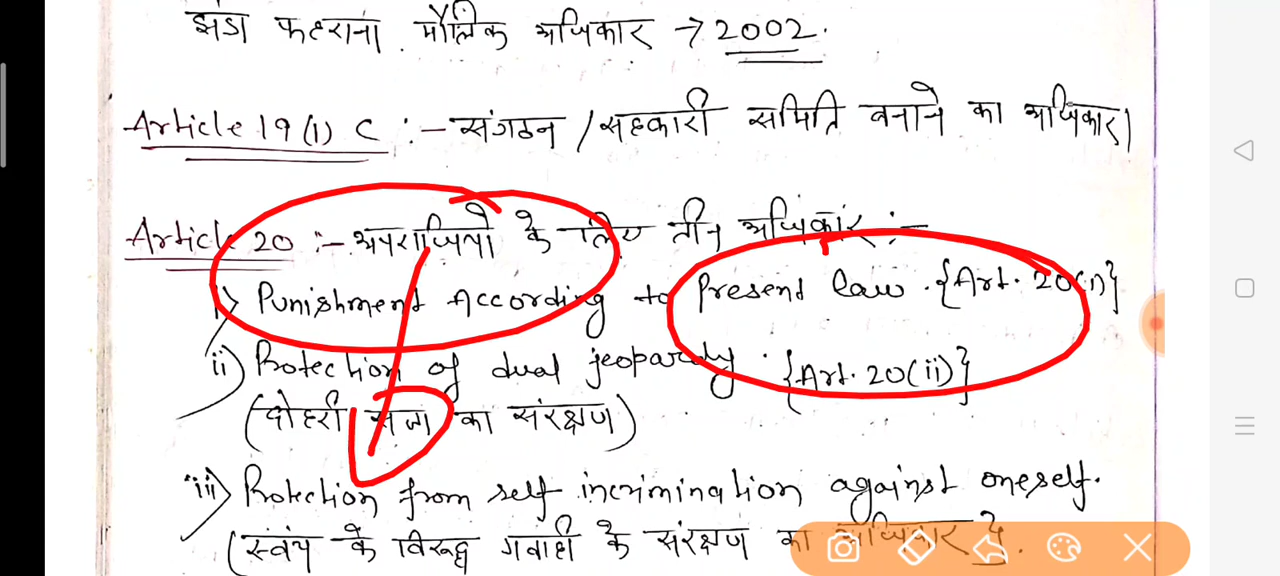 झंडा फहराना मौलिक अधिकार → 2002.
Article 19(1) C :- संगठन / सहकारी समिति बनाने का अधिकार।
Article 20 :- अपराधियों के लिए तीन अधिकार :-
i) Punishment According to Present law. {Art. 20(i)}
ii) Protection of dual jeopardy. {Art. 20(ii)}
(दोहरी सजा का संरक्षण)
iii) Protection from self incrimination against oneself.
(स्वंय के विरूद्ध गवाही के संरक्षण का अधिकार